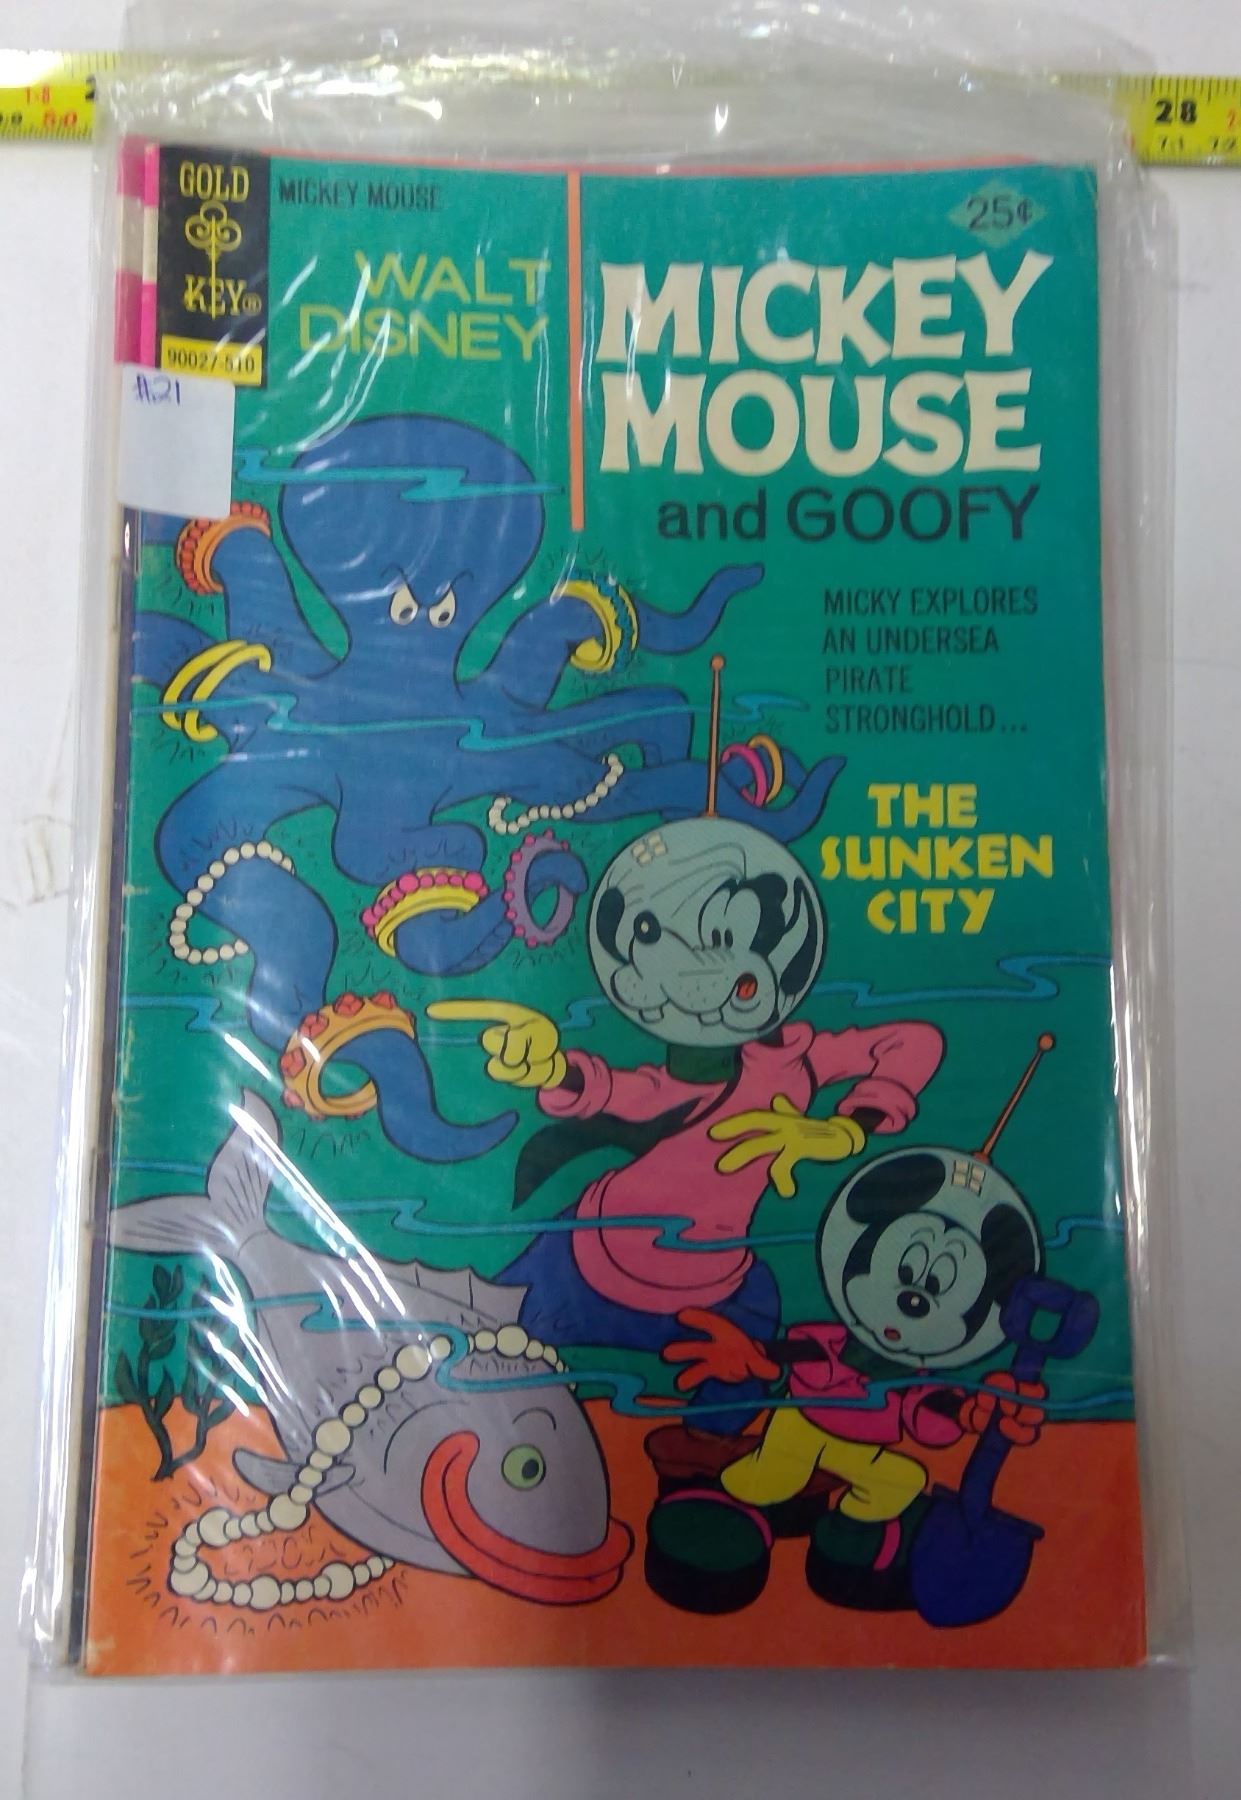 28
GOLD
KEY
MICKEY MOUSE
25¢
WALT
DISNEY
MICKEY
MOUSE
and GOOFY
90027-510
#21
MICKY EXPLORES
AN UNDERSEA
PIRATE
STRONGHOLD...
THE
SUNKEN
CITY